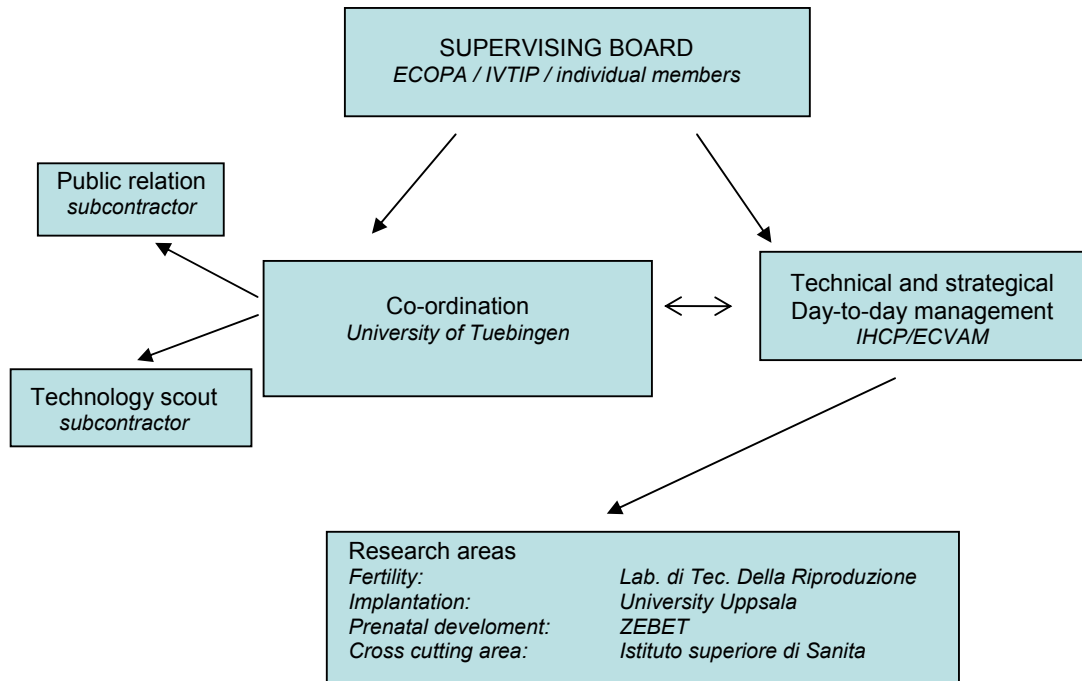 SUPERVISING BOARD
ECOPA / IVTIP / individual members
Public relation
subcontractor
Co-ordination
University of Tuebingen
Technical and strategical
Day-to-day management
IHCP/ECVAM
Technology scout
subcontractor
Research areas
Fertility: Lab. di Tec. Della Riproduzione
Implantation: University Uppsala
Prenatal develoment: ZEBET
Cross cutting area: Istituto superiore di Sanita